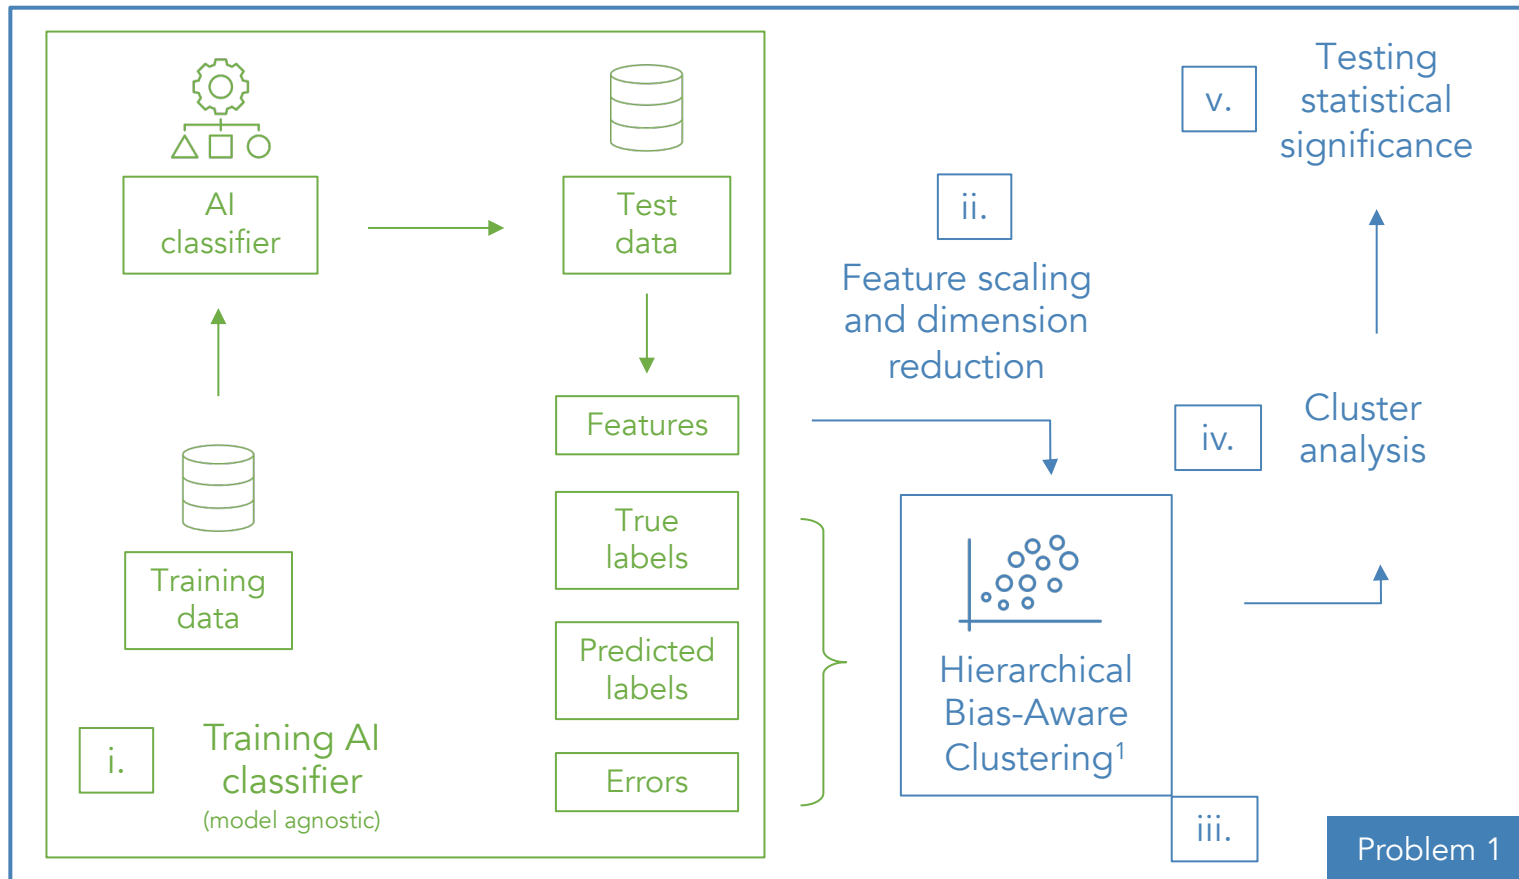 AI
classifier
Test
data
Features
True
labels
Predicted
labels
Errors
Training
data
i.
Training AI
classifier
(model agnostic)
ii.
Feature scaling
and dimension
reduction
Hierarchical
Bias-Aware
Clustering¹
iii.
iv.
Cluster
analysis
v.
Testing
statistical
significance
Problem 1